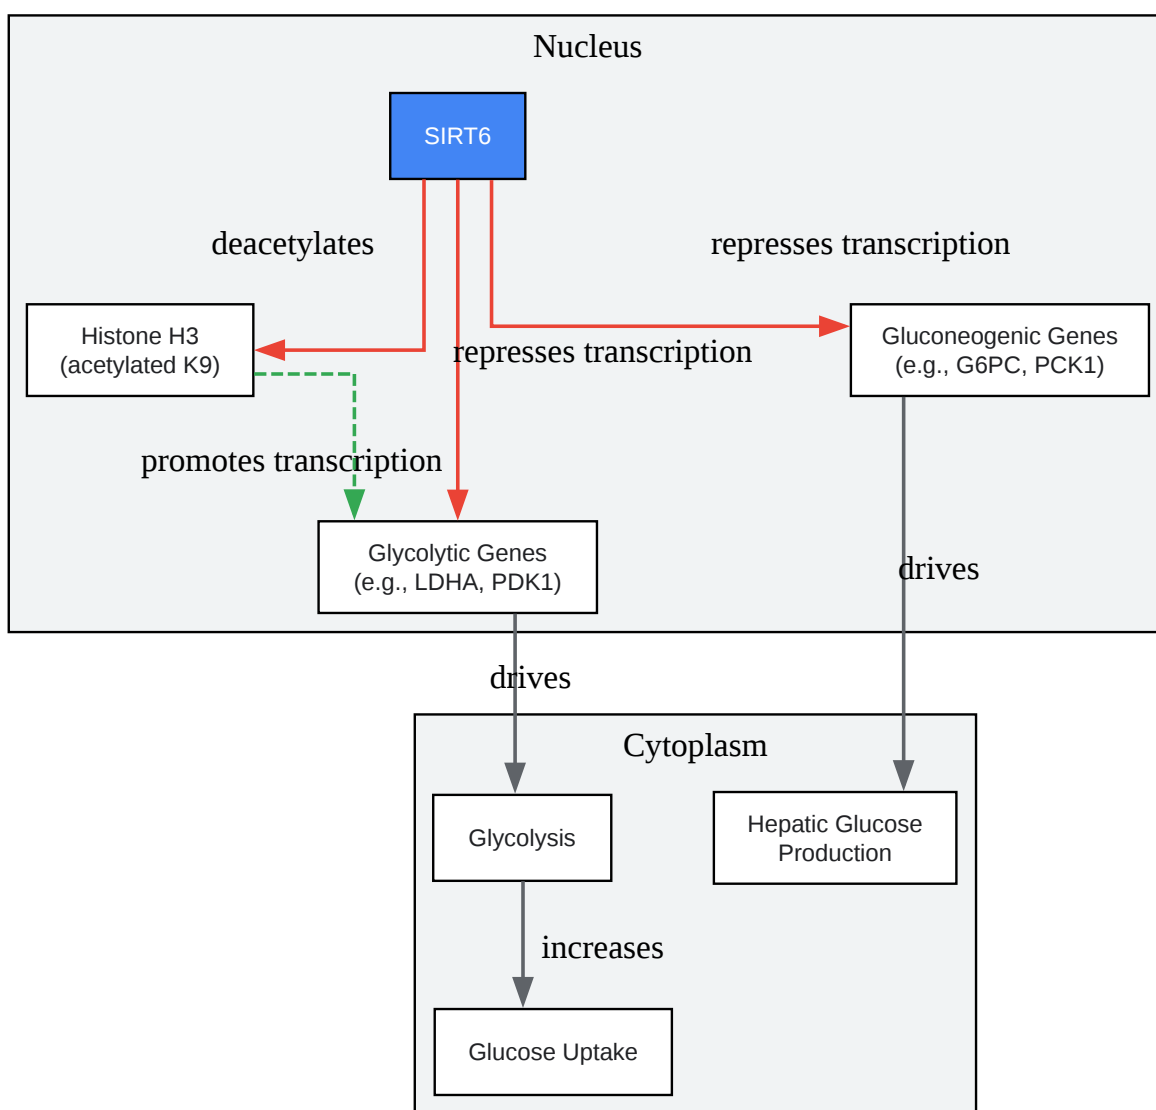 Nucleus
SIRT6
deacetylates
represses transcription
Histone H3
(acetylated K9)
represses transcription
Gluconeogenic Genes
(e.g., G6PC, PCK1)
promotes transcription
Glycolytic Genes
(e.g., LDHA, PDK1)
drives
drives
Cytoplasm
Glycolysis
Hepatic Glucose
Production
increases
Glucose Uptake